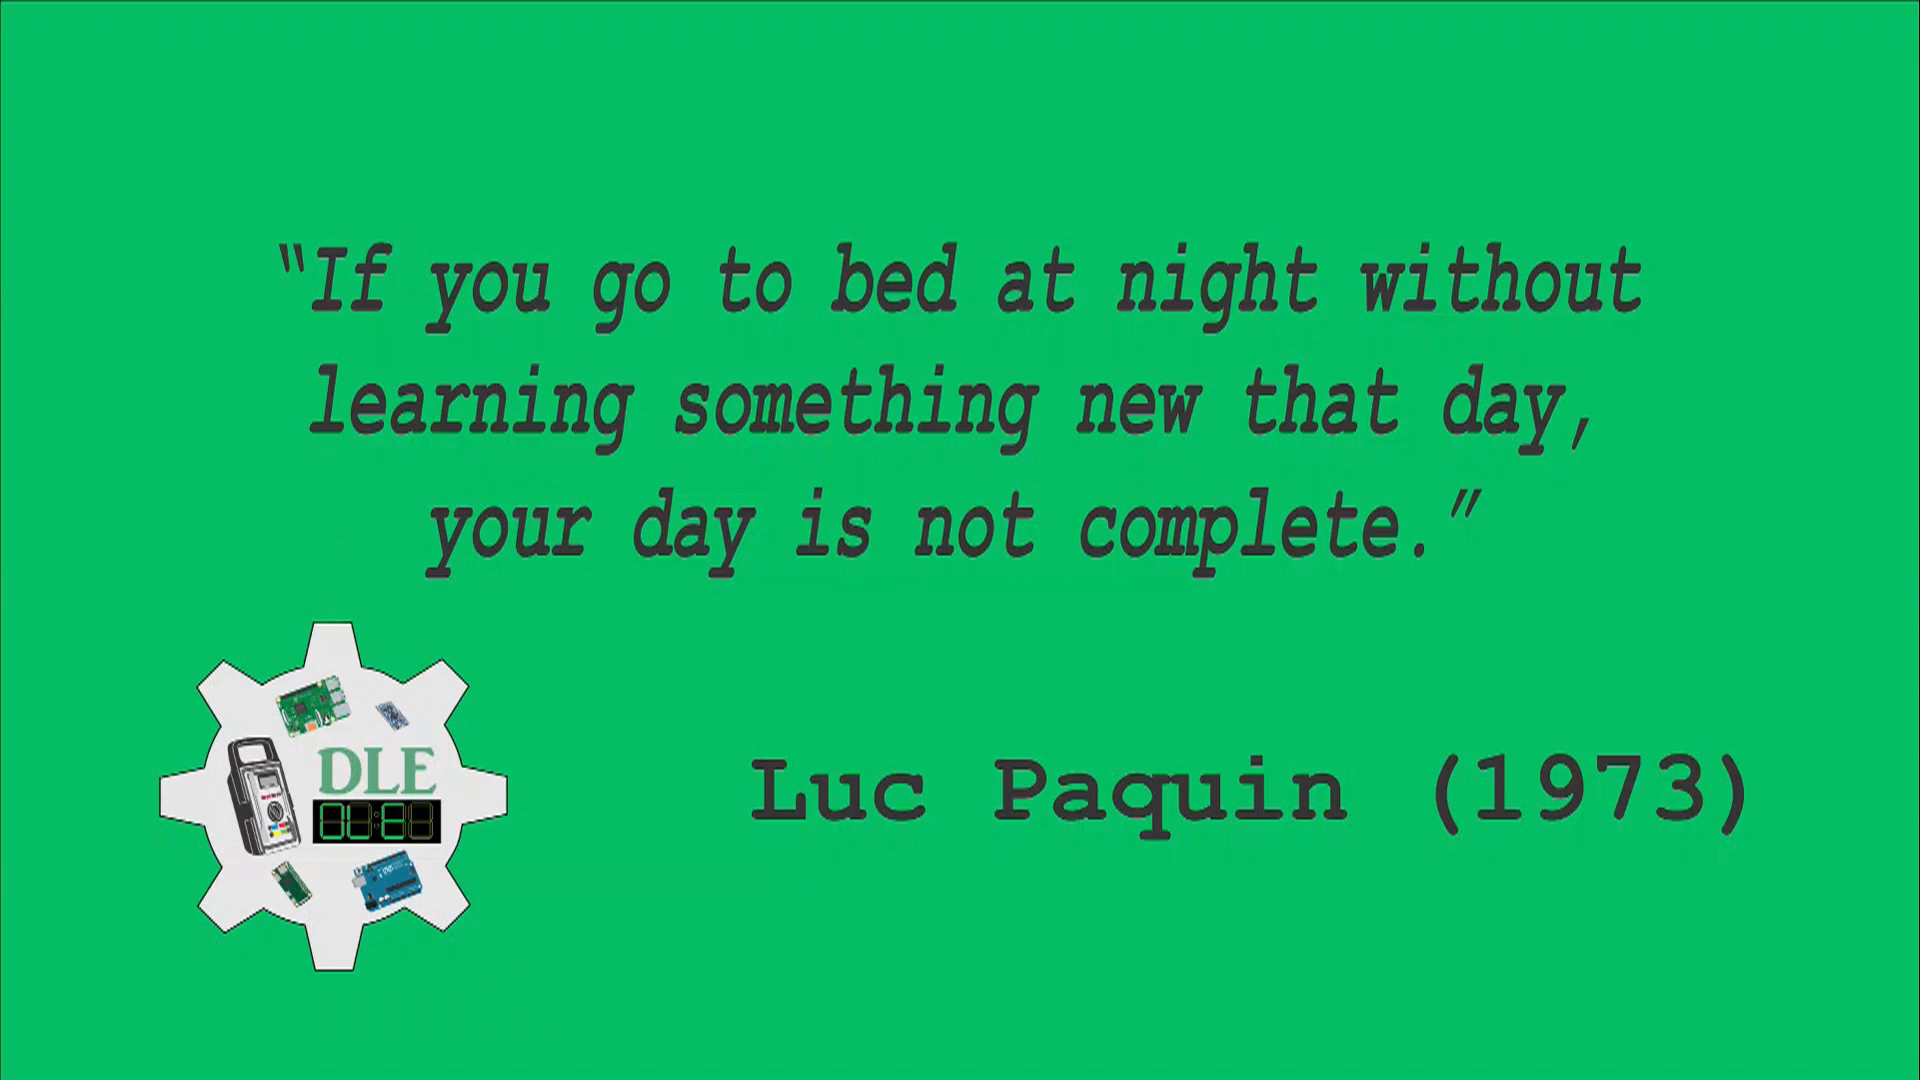 “If you go to bed at night without
learning something new that day,
your day is not complete.”
DLE
DLE
Luc Paquin (1973)